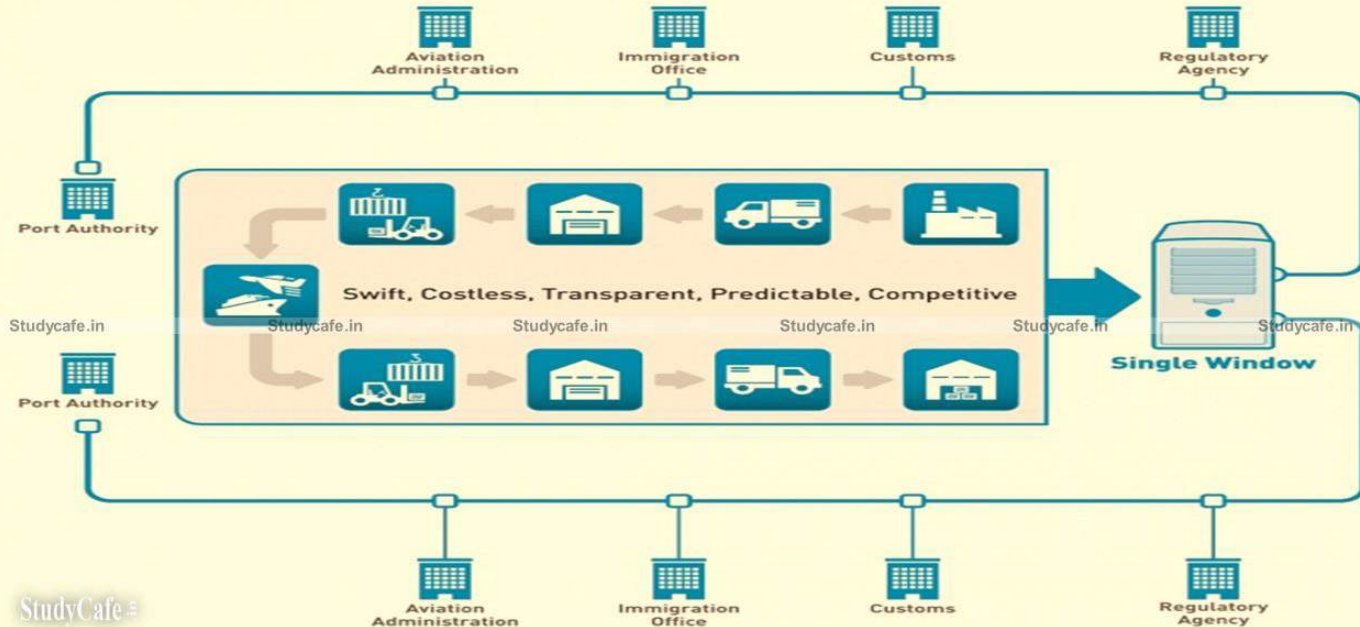 Aviation
Administration
Immigration
Office
Customs
Regulatory
Agency
Port Authority
Swift, Costless, Transparent, Predictable, Competitive
Studycafe.in
Studycafe.in
Studycafe.in
Studycafe.in
Studycafe.in
Studycafe.in
Single Window
Port Authority
Aviation
Administration
Immigration
Office
Customs
Regulatory
Agency
StudyCafe